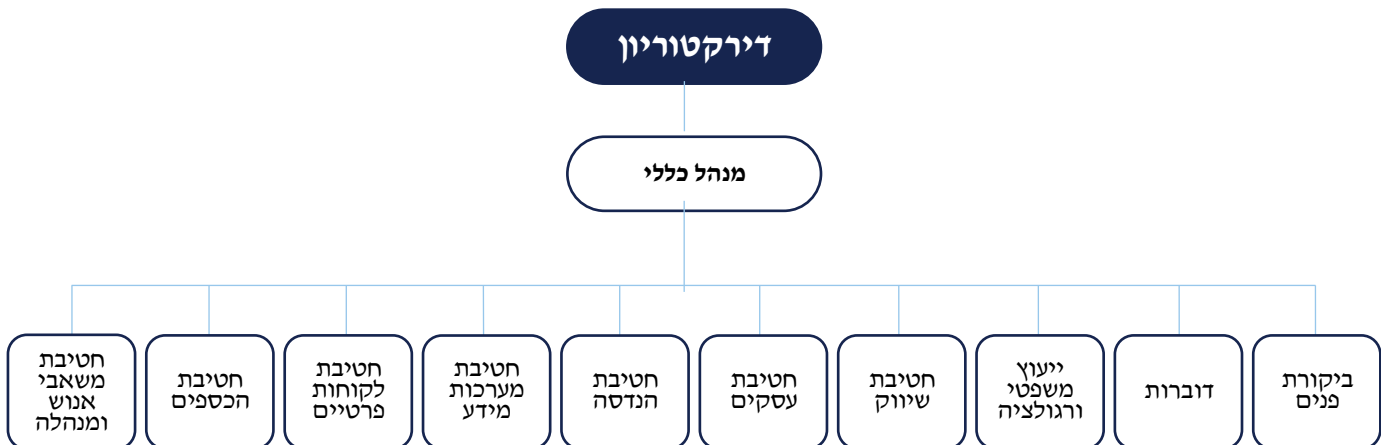 דירקטוריון
מנהל כללי
ביקורת
פנים
דוברות
ייעוץ
משפטי
ורגולציה
חטיבת
שיווק
חטיבת
עסקים
חטיבת
הנדסה
חטיבת
מערכות
מידע
חטיבת
לקוחות
פרטיים
חטיבת
הכספים
חטיבת
משאבי
אנוש
ומנהלה